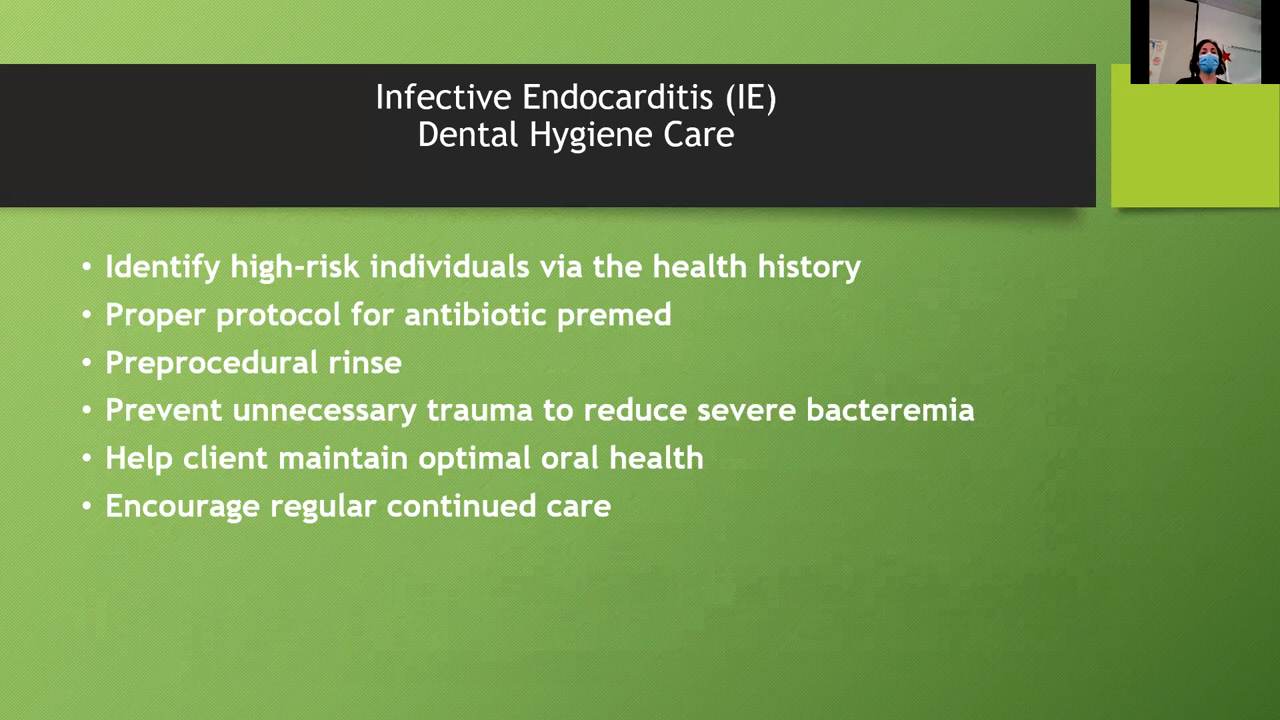 Infective Endocarditis (IE)
Dental Hygiene Care
• Identify high-risk individuals via the health history
• Proper protocol for antibiotic premed
• Preprocedural rinse
• Prevent unnecessary trauma to reduce severe bacteremia
• Help client maintain optimal oral health
• Encourage regular continued care